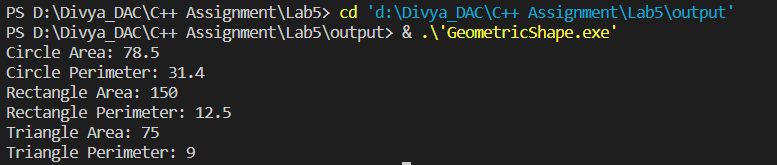 PS D:\Divya_DAC\C++ Assignment\Lab5> cd 'd:\Divya_DAC\C++ Assignment\Lab5\output'
PS D:\Divya_DAC\C++ Assignment\Lab5\output> & .\'GeometricShape.exe'
Circle Area: 78.5
Circle Perimeter: 31.4
Rectangle Area: 150
Rectangle Perimeter: 12.5
Triangle Area: 75
Triangle Perimeter: 9